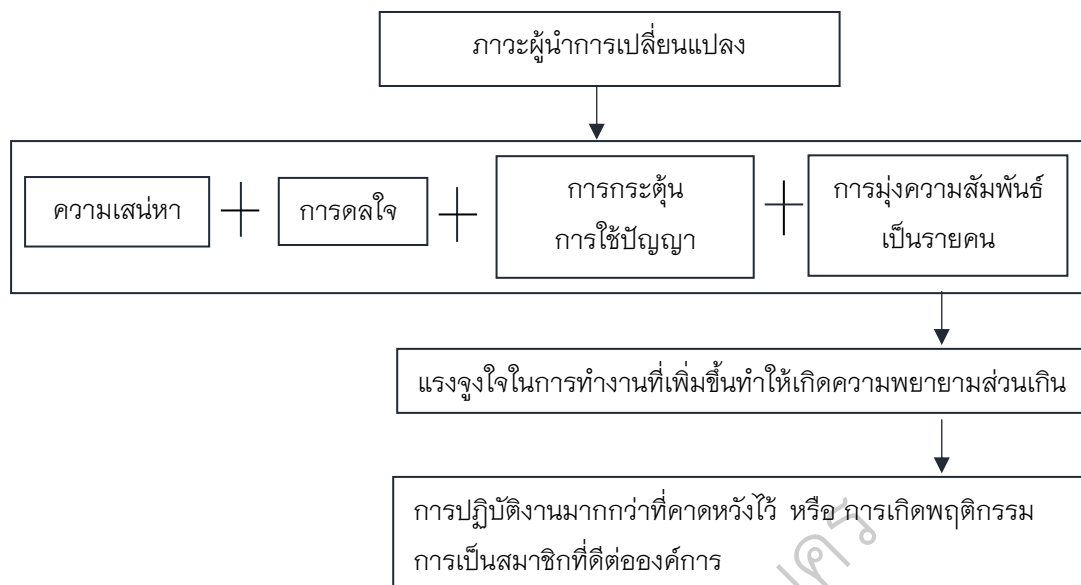 ภาวะผู้นำการเปลี่ยนแปลง
ความเสน่หา + การดลใจ + การกระตุ้น + การมุ่งความสัมพันธ์
การใช้ปัญญา เป็นรายคน
แรงจูงใจในการทำงานที่เพิ่มขึ้นทำให้เกิดความพยายามส่วนเกิน
การปฏิบัติงานมากกว่าที่คาดหวังไว้ หรือ การเกิดพฤติกรรม
การเป็นสมาชิกที่ดีต่อองค์การ